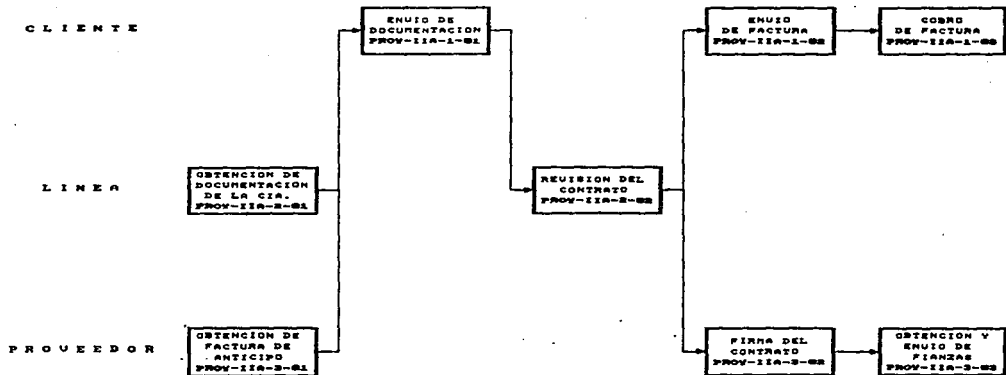 CLIENTE
ENVIO DE
DOCUMENTACION
PROV-IIA-1-01
ENVIO
DE FACTURA
PROV-IIA-1-02
COBRO
DE FACTURA
PROV-IIA-1-03
LINEA
OBTENCION DE
DOCUMENTACION
DE LA CIA.
PROV-IIA-2-01
REVISION DEL
CONTRATO
PROV-IIA-2-02
PROVEEDOR
OBTENCION DE
FACTURA DE
ANTICIPO
PROV-IIA-3-01
FIRMA DEL
CONTRATO
PROV-IIA-3-02
OBTENCION Y
ENVIO DE
FIANZAS
PROV-IIA-3-03